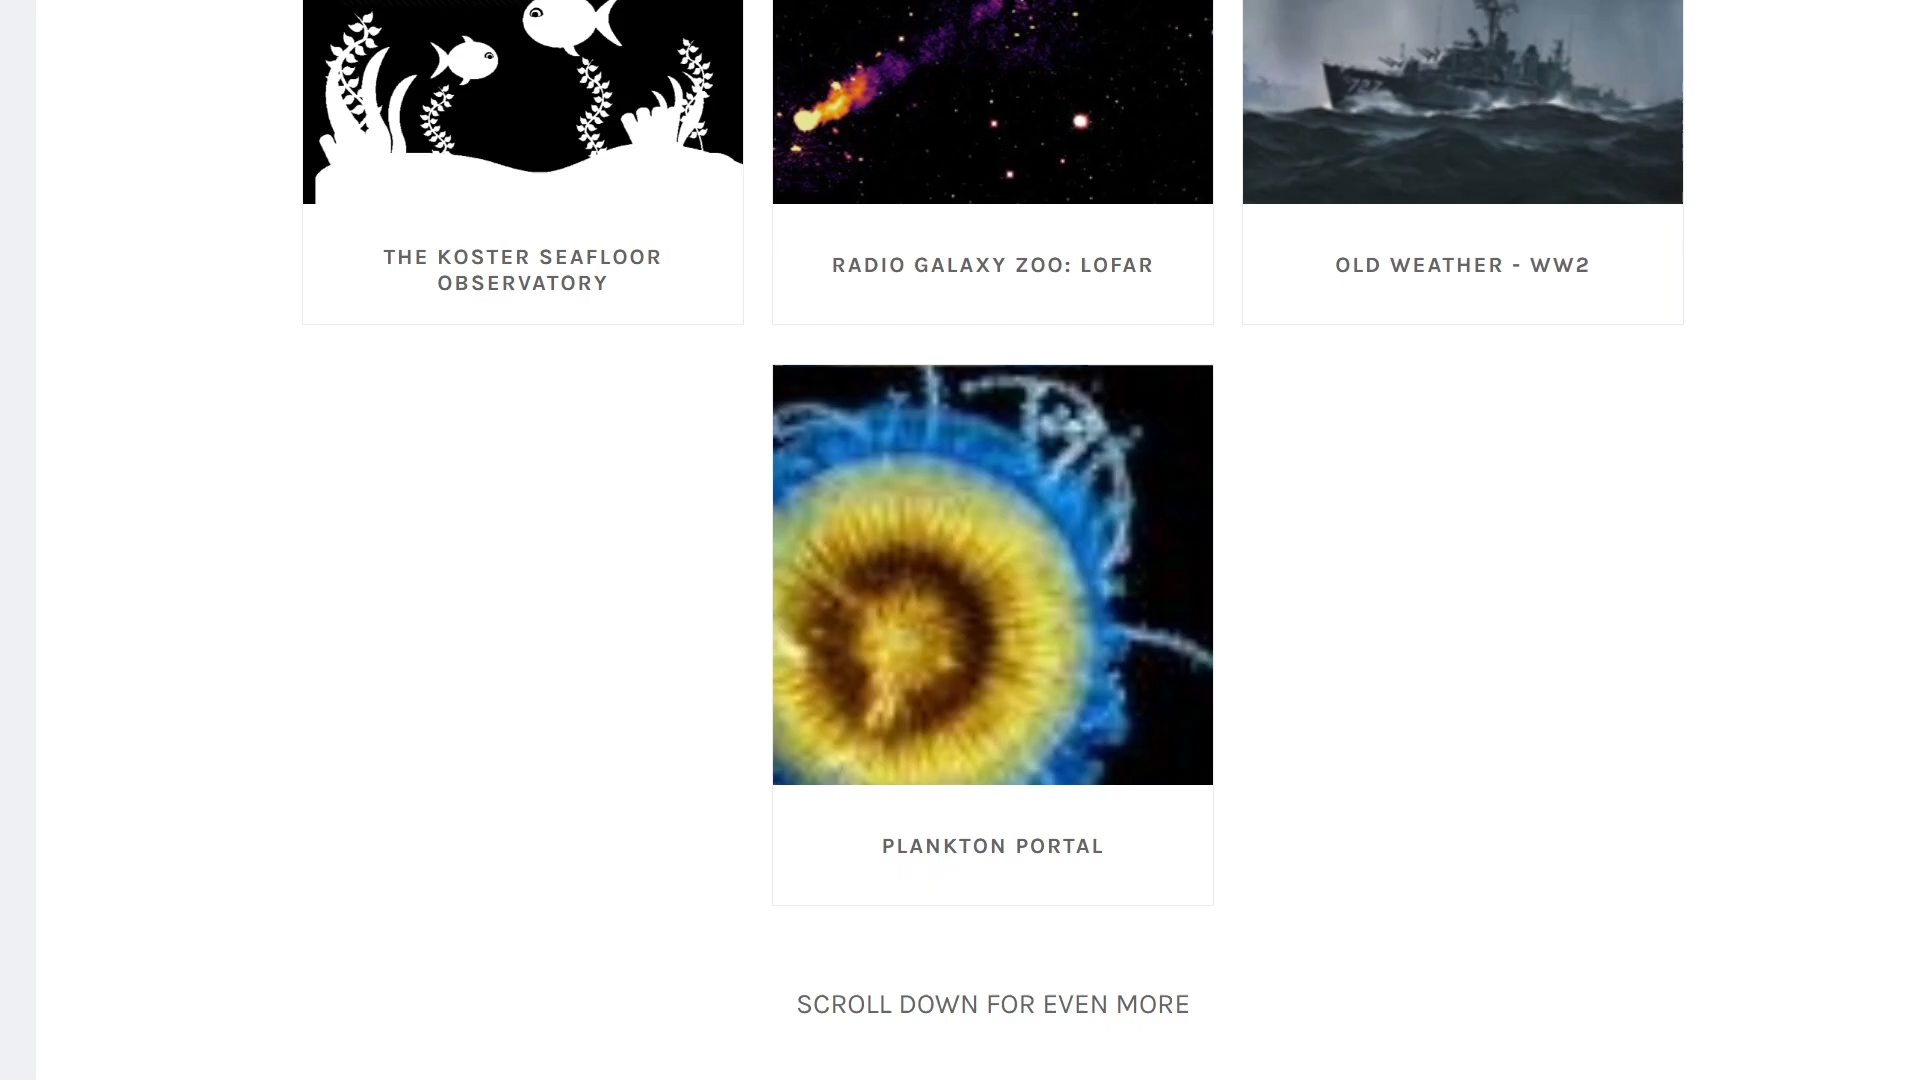 THE KOSTER SEAFLOOR
OBSERVATORY
RADIO GALAXY ZOO: LOFAR
OLD WEATHER - WW2
PLANKTON PORTAL
SCROLL DOWN FOR EVEN MORE